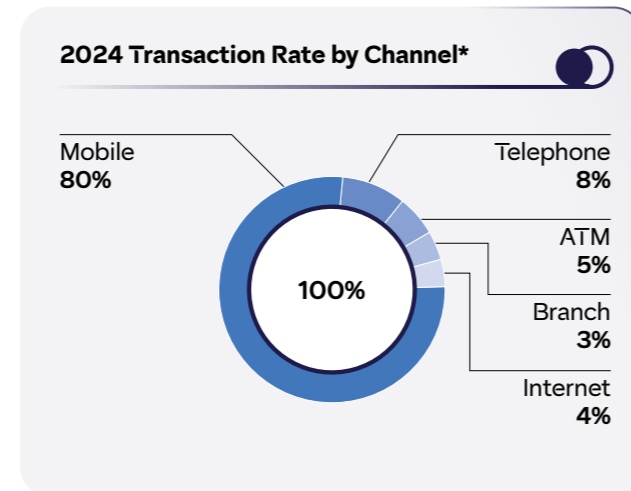 2024 Transaction Rate by Channel*
Mobile
80%
Telephone
8%
ATM
5%
Branch
3%
Internet
4%
100%